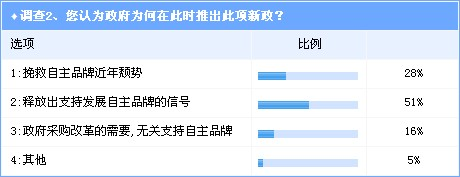 ♦调查2、您认为政府为何在此时推出此项新政？
选项 比例
1:挽救自主品牌近年颓势 28%
2:释放出支持发展自主品牌的信号 51%
3:政府采购改革的需要,无关支持自主品牌 16%
4:其他 5%